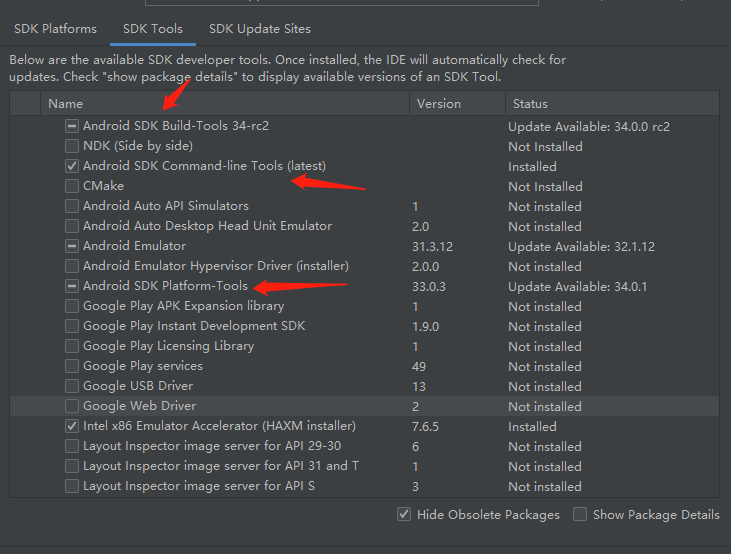 SDK Platforms SDK Tools SDK Update Sites
Below are the available SDK developer tools. Once installed, the IDE will automatically check for
updates. Check "show package details" to display available versions of an SDK Tool.
Name Version Status
Android SDK Build-Tools 34-rc2 Update Available: 34.0.0 rc2
NDK (Side by side) Not Installed
Android SDK Command-line Tools (latest) Installed
CMake Not Installed
Android Auto API Simulators 1 Not installed
Android Auto Desktop Head Unit Emulator 2.0 Not installed
Android Emulator 31.3.12 Update Available: 32.1.12
Android Emulator Hypervisor Driver (installer) 2.0.0 Not installed
Android SDK Platform-Tools 33.0.3 Update Available: 34.0.1
Google Play APK Expansion library 1 Not installed
Google Play Instant Development SDK 1.9.0 Not installed
Google Play Licensing Library 1 Not installed
Google Play services 49 Not installed
Google USB Driver 13 Not installed
Google Web Driver 2 Not installed
Intel x86 Emulator Accelerator (HAXM installer) 7.6.5 Installed
Layout Inspector image server for API 29-30 6 Not installed
Layout Inspector image server for API 31 and T 1 Not installed
Layout Inspector image server for API S 3 Not installed
Hide Obsolete Packages Show Package Details